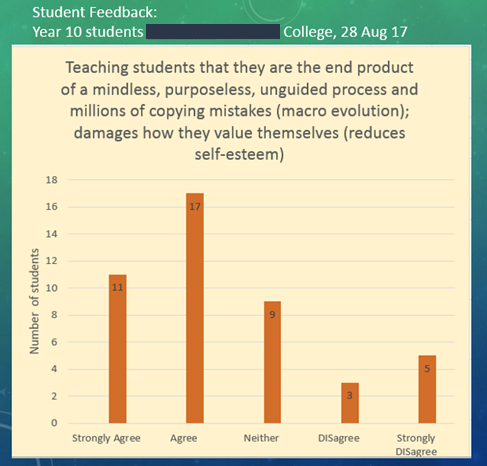 Student Feedback:
Year 10 students College, 28 Aug 17
Teaching students that they are the end product
of a mindless, purposeless, unguided process and
millions of copying mistakes (macro evolution);
damages how they value themselves (reduces
self-esteem)
18
16
14
12
10
8
6
4
2
0
Number of students
11
17
9
3
5
Strongly Agree
Agree
Neither
DISagree
Strongly
DISagree